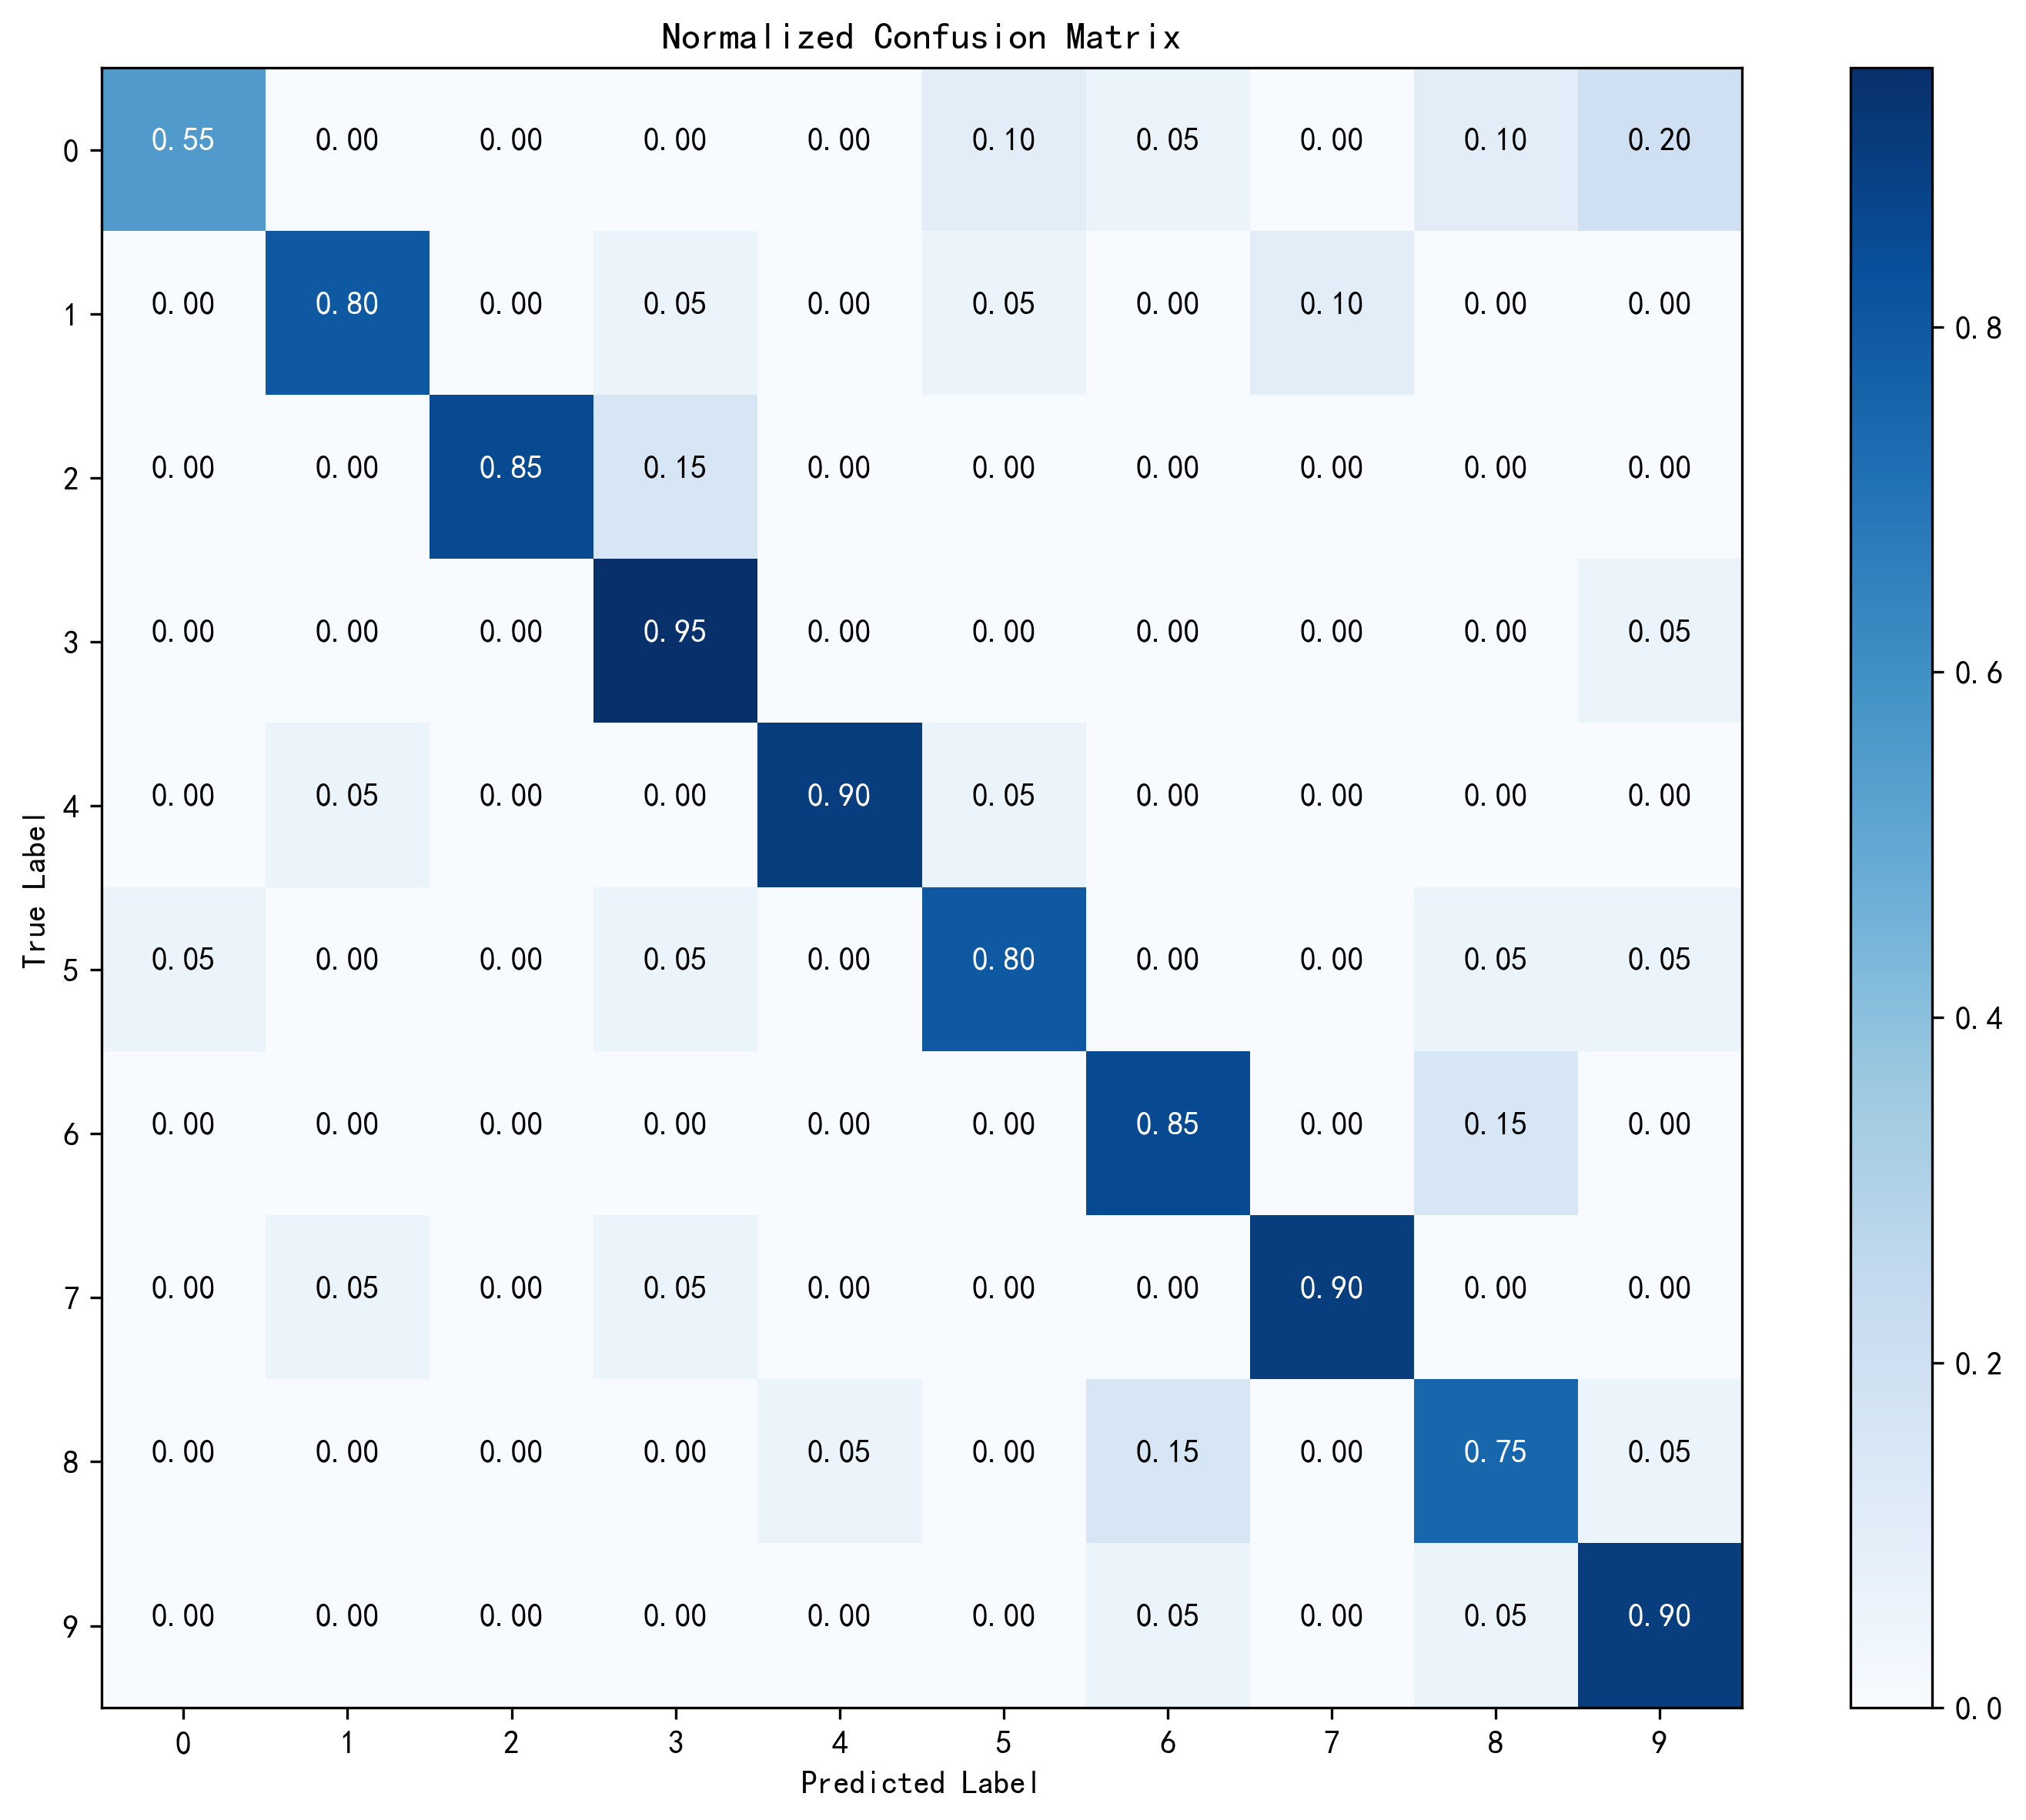 Normalized Confusion Matrix
0 0.55 0.00 0.00 0.00 0.00 0.10 0.05 0.00 0.10 0.20
1 0.00 0.80 0.00 0.05 0.00 0.05 0.00 0.10 0.00 0.00
2 0.00 0.00 0.85 0.15 0.00 0.00 0.00 0.00 0.00 0.00
3 0.00 0.00 0.00 0.95 0.00 0.00 0.00 0.00 0.00 0.05
4 0.00 0.05 0.00 0.00 0.90 0.05 0.00 0.00 0.00 0.00
5 0.05 0.00 0.00 0.05 0.00 0.80 0.00 0.00 0.05 0.05
6 0.00 0.00 0.00 0.00 0.00 0.00 0.85 0.00 0.15 0.00
7 0.00 0.05 0.00 0.05 0.00 0.00 0.00 0.90 0.00 0.00
8 0.00 0.00 0.00 0.00 0.05 0.00 0.15 0.00 0.75 0.05
9 0.00 0.00 0.00 0.00 0.00 0.00 0.05 0.00 0.05 0.90
0 1 2 3 4 5 6 7 8 9
Predicted Label
True Label
0.8
0.6
0.4
0.2
0.0